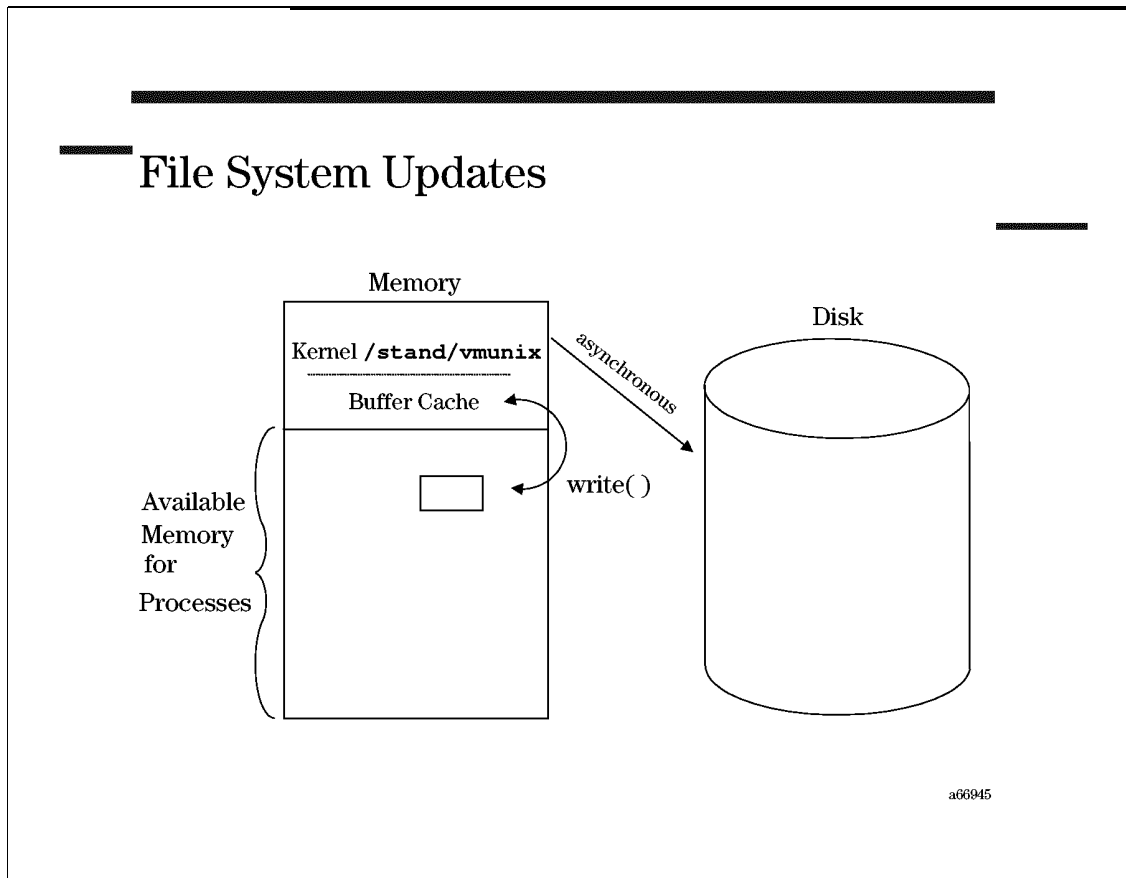 File System Updates
Memory
Disk
Kernel /stand/vmunix
asynchronous
Buffer Cache
write( )
Available
Memory
for
Processes
a66945